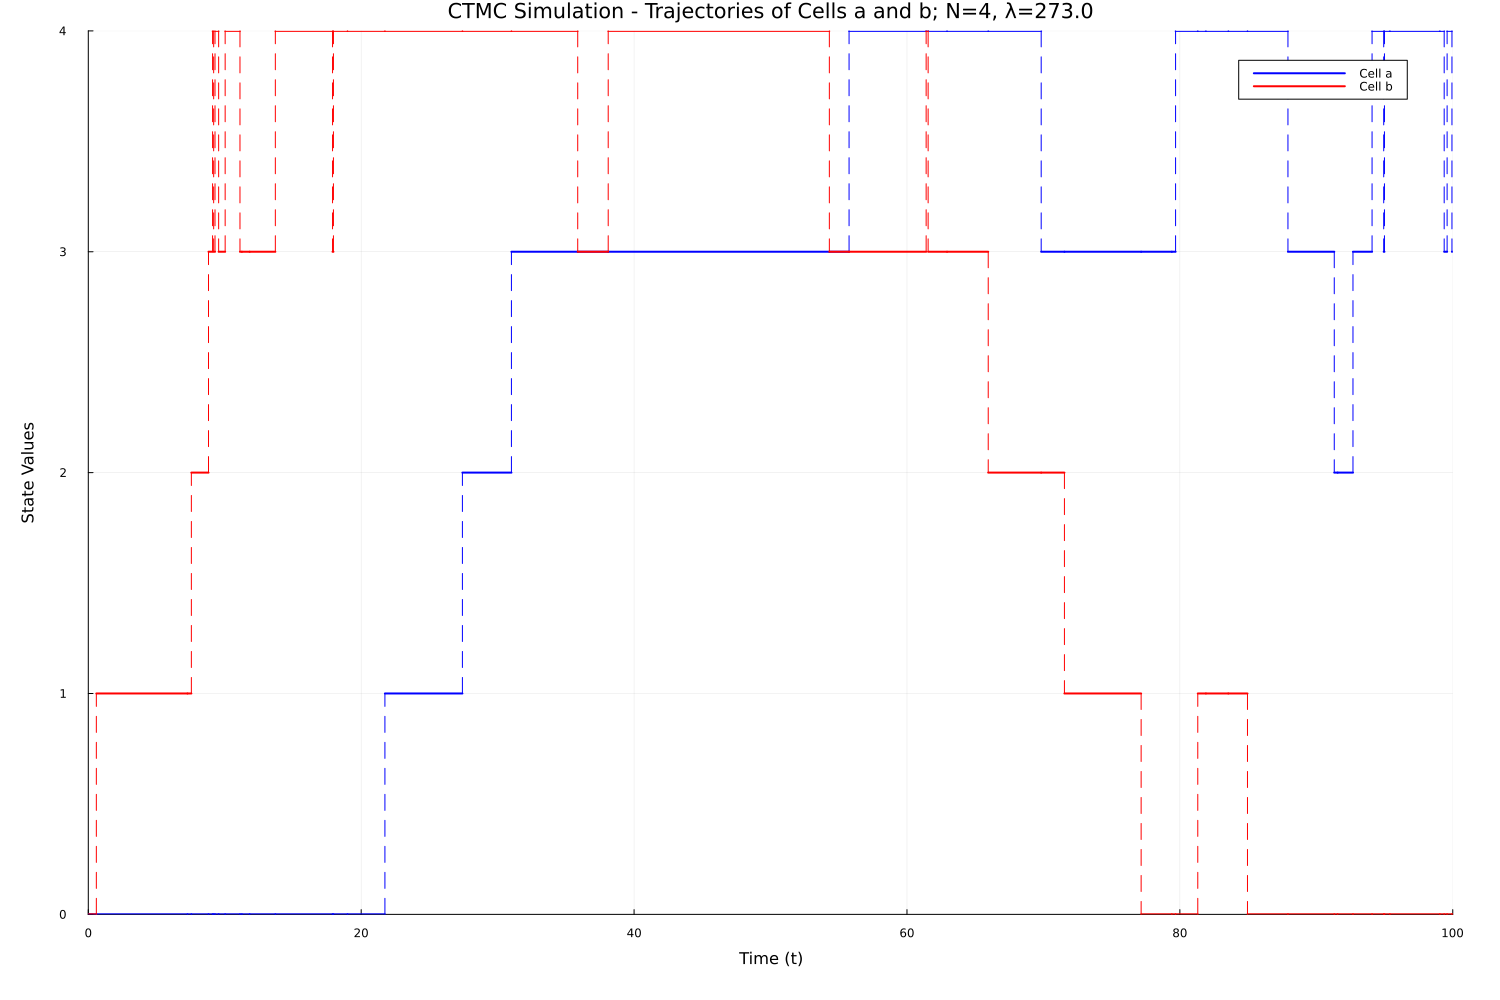 CTMC Simulation - Trajectories of Cells a and b; N=4, λ=273.0
4
Cell a
Cell b
3
State Values
2
1
0
0 20 40 60 80 100
Time (t)